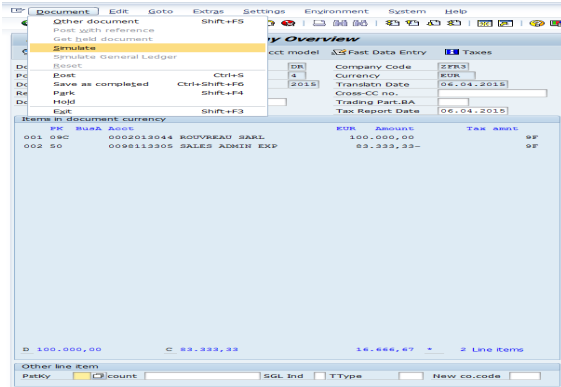 Document Edit Goto Extras Settings Environment System Help
Other document Shift+F5
Post with reference
Get held document
Simulate
Simulate General Ledger
Reset
Post Ctrl+S
Save as completed Ctrl+Shift+F6
Park Shift+F4
Hold
Exit Shift+F3
y Overview
cct model Fast Data Entry Taxes
DR Company Code ZFR3
4 Currency EUR
2015 Translatn Date 06.04.2015
Cross-CC no.
Trading Part.BA
Tax Report Date 06.04.2015
Items in document currency
PK BusA Acct EUR Amount Tax amnt
001 09C 0002013044 ROUVREAU SARL 100.000,00 9F
002 50 0098113305 SALES ADMIN EXP 83.333,33- 9F
D 100.000,00 C 83.333,33 16.666,67 * 2 Line items
Other line item
PstKy count SGL Ind TType New co.code